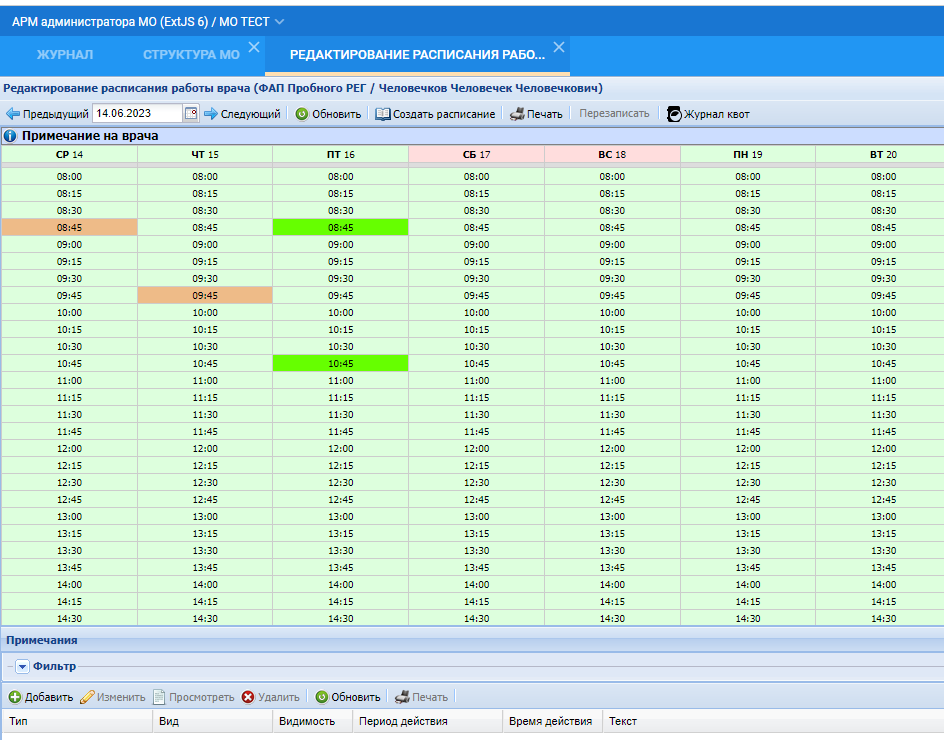 АРМ администратора МО (ExtJS 6) / МО ТЕСТ
ЖУРНАЛ СТРУКТУРА МО РЕДАКТИРОВАНИЕ РАСПИСАНИЯ РАБО...
Редактирование расписания работы врача (ФАП Пробного РЕГ / Человечков Человечек Человечкович)
Предыдущий 14.06.2023 Следующий Обновить Создать расписание Печать Перезаписать Журнал квот
Примечание на врача
СР 14 ЧТ 15 ПТ 16 СБ 17 ВС 18 ПН 19 ВТ 20
08:00 08:00 08:00 08:00 08:00 08:00 08:00
08:15 08:15 08:15 08:15 08:15 08:15 08:15
08:30 08:30 08:30 08:30 08:30 08:30 08:30
08:45 08:45 08:45 08:45 08:45 08:45 08:45
09:00 09:00 09:00 09:00 09:00 09:00 09:00
09:15 09:15 09:15 09:15 09:15 09:15 09:15
09:30 09:30 09:30 09:30 09:30 09:30 09:30
09:45 09:45 09:45 09:45 09:45 09:45 09:45
10:00 10:00 10:00 10:00 10:00 10:00 10:00
10:15 10:15 10:15 10:15 10:15 10:15 10:15
10:30 10:30 10:30 10:30 10:30 10:30 10:30
10:45 10:45 10:45 10:45 10:45 10:45 10:45
11:00 11:00 11:00 11:00 11:00 11:00 11:00
11:15 11:15 11:15 11:15 11:15 11:15 11:15
11:30 11:30 11:30 11:30 11:30 11:30 11:30
11:45 11:45 11:45 11:45 11:45 11:45 11:45
12:00 12:00 12:00 12:00 12:00 12:00 12:00
12:15 12:15 12:15 12:15 12:15 12:15 12:15
12:30 12:30 12:30 12:30 12:30 12:30 12:30
12:45 12:45 12:45 12:45 12:45 12:45 12:45
13:00 13:00 13:00 13:00 13:00 13:00 13:00
13:15 13:15 13:15 13:15 13:15 13:15 13:15
13:30 13:30 13:30 13:30 13:30 13:30 13:30
13:45 13:45 13:45 13:45 13:45 13:45 13:45
14:00 14:00 14:00 14:00 14:00 14:00 14:00
14:15 14:15 14:15 14:15 14:15 14:15 14:15
14:30 14:30 14:30 14:30 14:30 14:30 14:30
Примечания
Фильтр
Добавить Изменить Просмотреть Удалить Обновить Печать
Тип Вид Видимость Период действия Время действия Текст